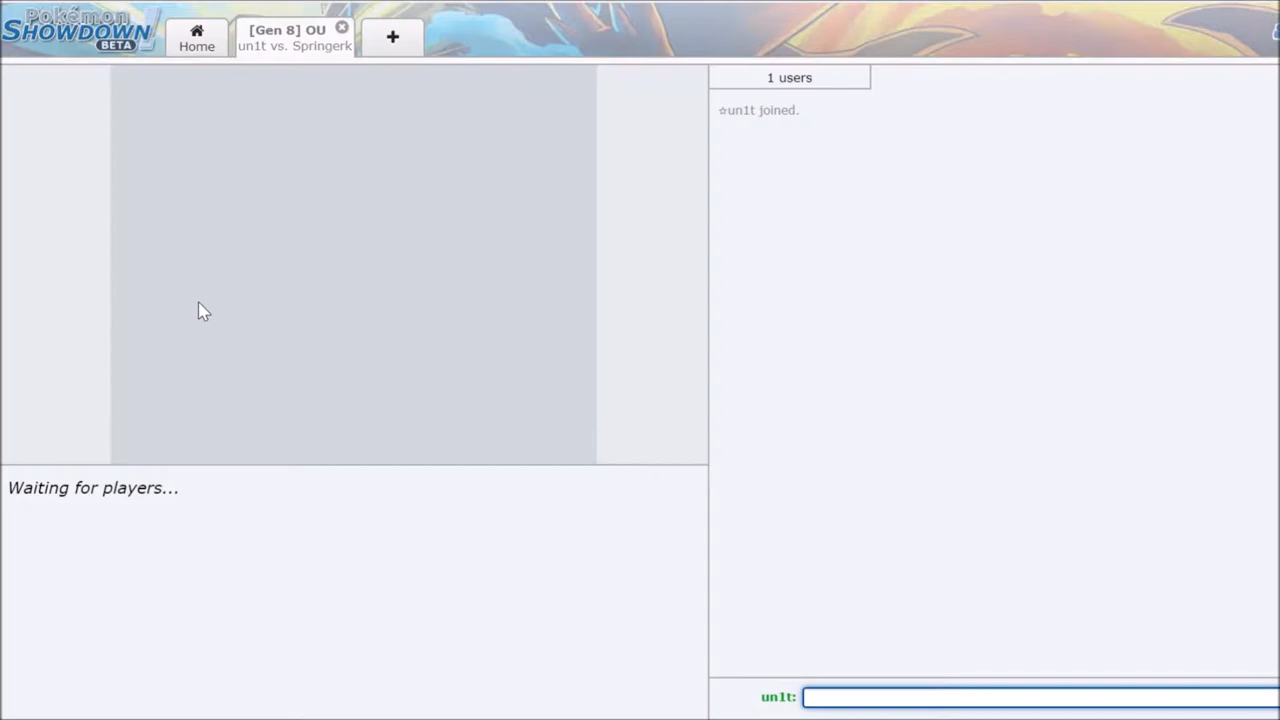 Pokémon
SHOWDOWN!
BETA
Home
[Gen 8] OU
un1t vs. Springerk
+
1 users
☆un1t joined.
Waiting for players...
un1t: